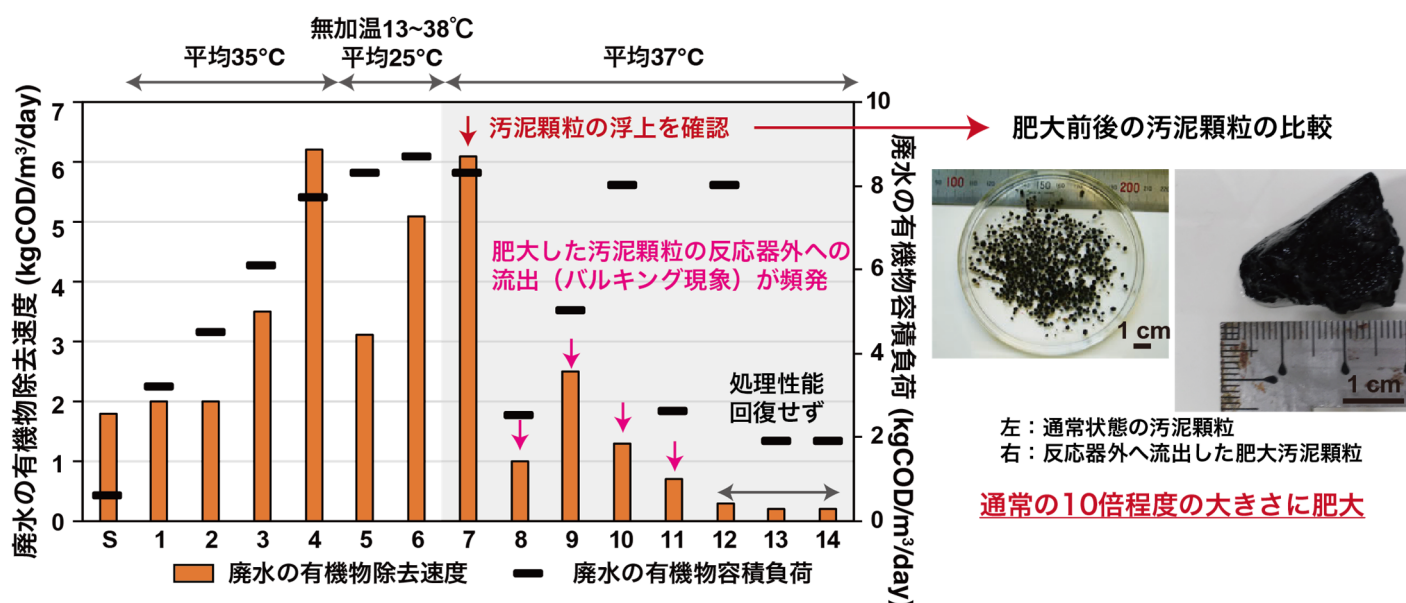 無加温13~38℃
平均35°C
平均25°C
平均37°C
廃水の有機物除去速度 (kgCOD/m³/day)
7
6
5
4
3
2
1
0
10
8
6
4
2
0
廃水の有機物容積負荷 (kgCOD/m³/day)
汚泥顆粒の浮上を確認
肥大した汚泥顆粒の反応器外への
流出（バルキング現象）が頻発
処理性能
回復せず
S 1 2 3 4 5 6 7 8 9 10 11 12 13 14
廃水の有機物除去速度
廃水の有機物容積負荷
肥大前後の汚泥顆粒の比較
100 150 200
1 cm
1 cm
左：通常状態の汚泥顆粒
右：反応器外へ流出した肥大汚泥顆粒
通常の10倍程度の大きさに肥大